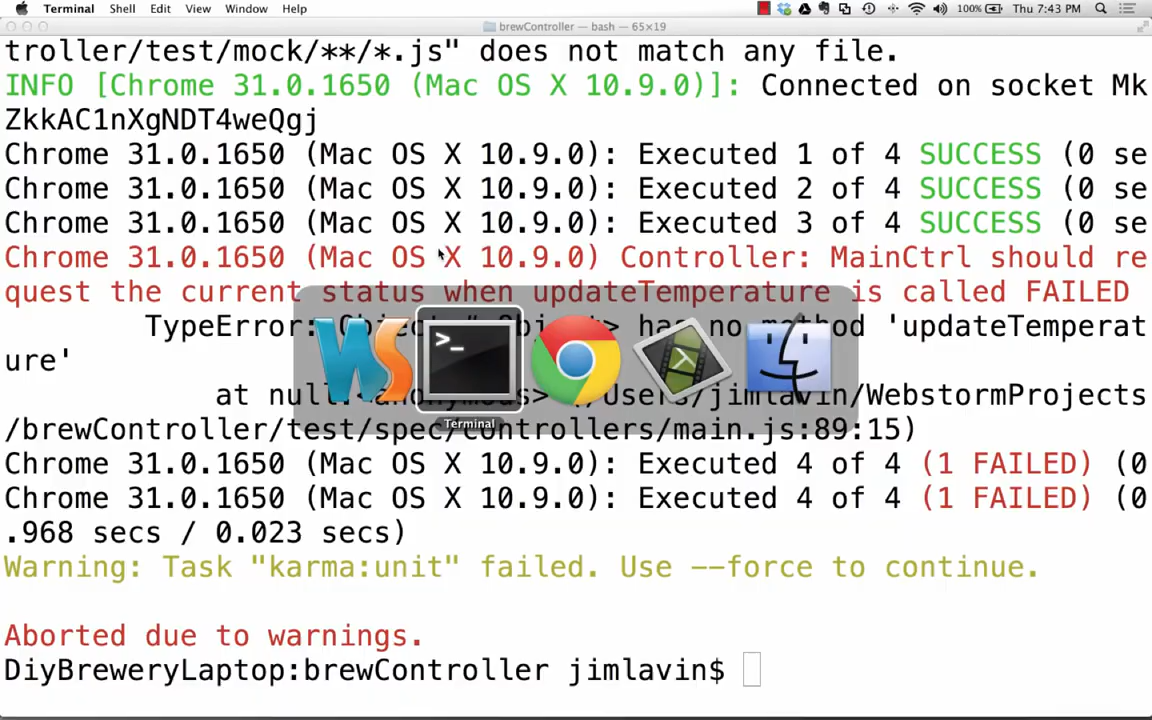 Terminal Shell Edit View Window Help 100% Thu 7:43 PM
brewController — bash — 65×19
troller/test/mock/**/*.js" does not match any file.
INFO [Chrome 31.0.1650 (Mac OS X 10.9.0)]: Connected on socket Mk
ZkkAC1nXgNDT4weQgj
Chrome 31.0.1650 (Mac OS X 10.9.0): Executed 1 of 4 SUCCESS (0 se
Chrome 31.0.1650 (Mac OS X 10.9.0): Executed 2 of 4 SUCCESS (0 se
Chrome 31.0.1650 (Mac OS X 10.9.0): Executed 3 of 4 SUCCESS (0 se
Chrome 31.0.1650 (Mac OS X 10.9.0) Controller: MainCtrl should re
quest the current status when updateTemperature is called FAILED
TypeError: Object #<Object> has no method 'updateTemperat
ure'
WS
>_
at null.<anonymous> (/Users/jimlavin/WebstormProjects
Terminal
/brewController/test/spec/controllers/main.js:89:15)
Chrome 31.0.1650 (Mac OS X 10.9.0): Executed 4 of 4 (1 FAILED) (0
Chrome 31.0.1650 (Mac OS X 10.9.0): Executed 4 of 4 (1 FAILED) (0
.968 secs / 0.023 secs)
Warning: Task "karma:unit" failed. Use --force to continue.
Aborted due to warnings.
DiyBreweryLaptop:brewController jimlavin$